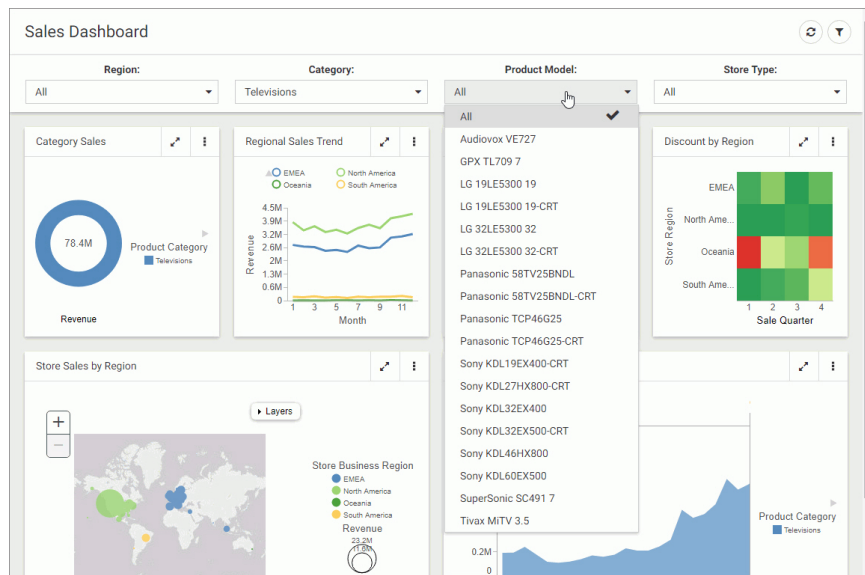 Sales Dashboard
Region:
Category:
Product Model:
Store Type:
All
Televisions
All
All
All
Audiovox VE727
GPX TL709 7
LG 19LE5300 19
LG 19LE5300 19-CRT
LG 32LE5300 32
LG 32LE5300 32-CRT
Panasonic 58TV25BNDL
Panasonic 58TV25BNDL-CRT
Panasonic TCP46G25
Panasonic TCP46G25-CRT
Sony KDL19EX400-CRT
Sony KDL27HX800-CRT
Sony KDL32EX400
Sony KDL32EX500-CRT
Sony KDL46HX800
Sony KDL60EX500
SuperSonic SC491 7
Tivax MiTV 3.5
Category Sales
78.4M
Product Category
Televisions
Revenue
Regional Sales Trend
EMEA
North America
Oceania
South America
4.5M
3.9M
3.2M
2.6M
2M
1.3M
0.6M
0
Revenue
1 3 5 7 9 11
Month
Discount by Region
Store Region
EMEA
North Ame...
Oceania
South Ame...
1 2 3 4
Sale Quarter
Store Sales by Region
+
−
Layers
Store Business Region
EMEA
North America
Oceania
South America
Revenue
23.2M
11.6M
0.2M
0
Product Category
Televisions